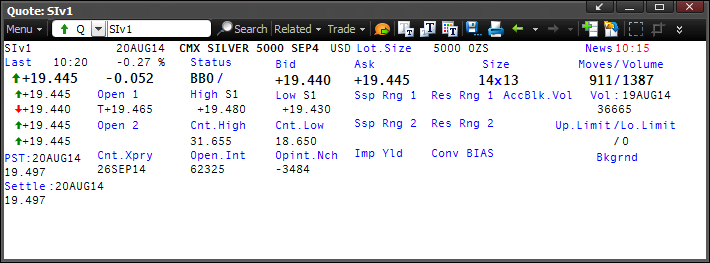 Quote: SIv1
Menu Q SIv1 Search Related Trade
SIv1 20AUG14 CMX SILVER 5000 SEP4 USD Lot.Size 5000 OZS News 10:15
Last 10:20 -0.27 % Status Bid Ask Size Moves/Volume
+19.445 -0.052 BBO/ +19.440 +19.445 14x13 911/1387
+19.445 Open 1 High S1 Low S1 Ssp Rng 1 Res Rng 1 AccBlk.Vol Vol:19AUG14
+19.440 T+19.465 +19.480 +19.430 36665
+19.445 Open 2 Cnt.High Cnt.Low Ssp Rng 2 Res Rng 2 Up.Limit/Lo.Limit
+19.445 31.655 18.650 /0
PST:20AUG14 Cnt.Xpry Open.Int Opint.Nch Imp Yld Conv BIAS Bkgrnd
19.497 26SEP14 62325 -3484
Settle:20AUG14
19.497